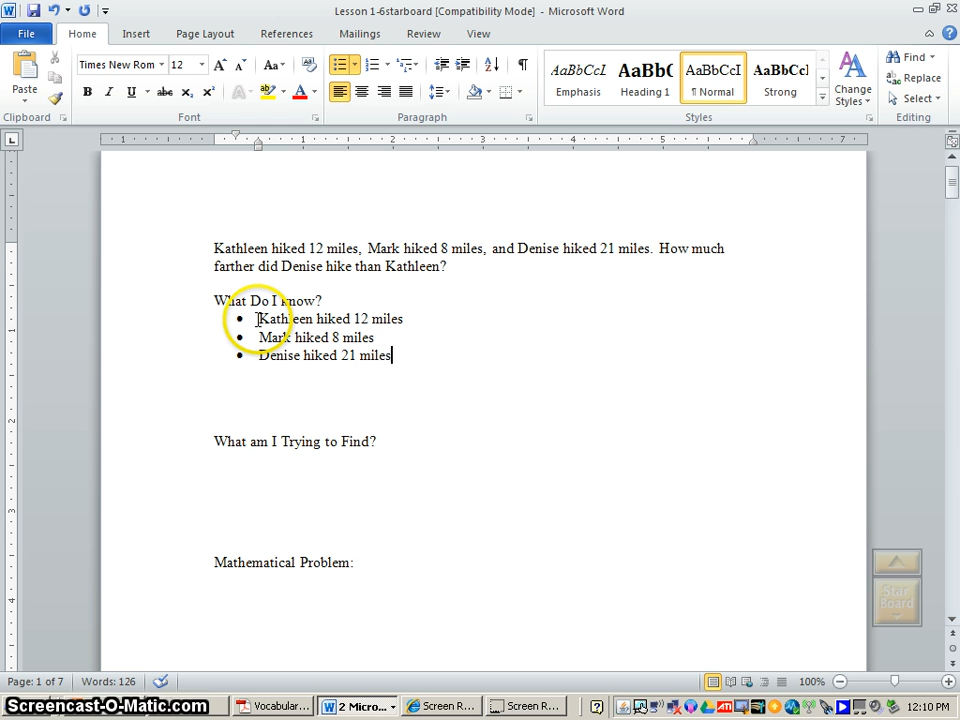 Lesson 1-6starboard [Compatibility Mode] - Microsoft Word
File Home Insert Page Layout References Mailings Review View
Paste
Clipboard
Times New Rom 12
Font
Paragraph
AaBbCcI AaBb( AaBbCcI AaBbCcl
Emphasis Heading 1 ¶ Normal Strong
Change Styles
Styles
Find
Replace
Select
Editing
Kathleen hiked 12 miles, Mark hiked 8 miles, and Denise hiked 21 miles. How much
farther did Denise hike than Kathleen?
What Do I know?
• Kathleen hiked 12 miles
• Mark hiked 8 miles
• Denise hiked 21 miles
What am I Trying to Find?
Mathematical Problem:
Star
Board
Page: 1 of 7 Words: 126 100%
Screencast-O-Matic.com Vocabular... 2 Micros... Screen R... Screen R... 12:10 PM